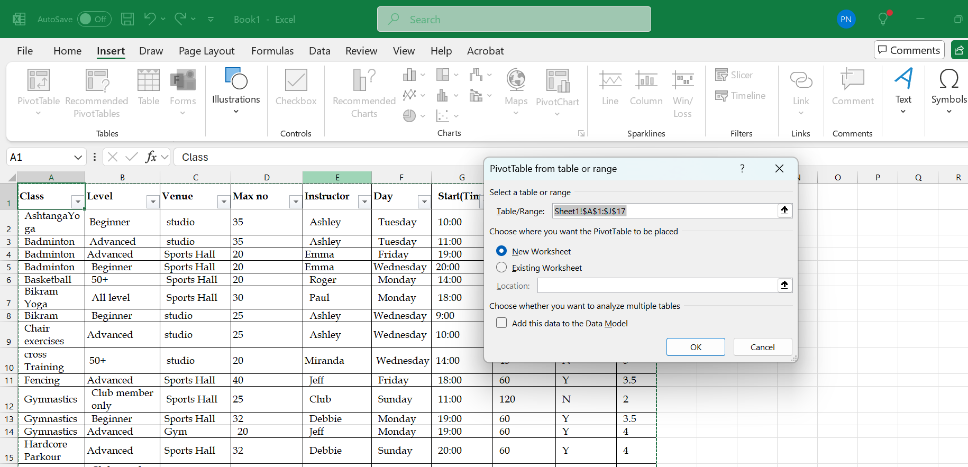 AutoSave Off Book1 - Excel Search PN
File Home Insert Draw Page Layout Formulas Data Review View Help Acrobat Comments
PivotTable Recommended PivotTables Table Forms Illustrations Checkbox Recommended Charts Maps PivotChart Line Column Win/ Loss Slicer Timeline Link Comment Text Symbols
Tables Controls Charts Sparklines Filters Links Comments
A1 fx Class
A B C D E F G N O P Q R
1 Class Level Venue Max no Instructor Day Start(Tim
2 AshtangaYo ga Beginner studio 35 Ashley Tuesday 10:00
3 Badminton Advanced studio 35 Ashley Tuesday 11:00
4 Badminton Advanced Sports Hall 20 Emma Friday 19:00
5 Badminton Beginner Sports Hall 20 Emma Wednesday 20:00
6 Basketball 50+ Sports Hall 20 Roger Monday 14:00
7 Bikram Yoga All level Sports Hall 30 Paul Monday 18:00
8 Bikram Beginner studio 25 Ashley Wednesday 9:00
9 Chair exercises Advanced studio 25 Ashley Wednesday 10:00
10 cross Training 50+ studio 20 Miranda Wednesday 14:00
11 Fencing Advanced Sports Hall 40 Jeff Friday 18:00 60 Y 3.5
12 Gymnastics Club member only Sports Hall 25 Club Sunday 11:00 120 N 2
13 Gymnastics Beginner Sports Hall 32 Debbie Monday 19:00 60 Y 3.5
14 Gymnastics Advanced Gym 20 Jeff Monday 19:00 60 Y 4
15 Hardcore Parkour Advanced Sports Hall 32 Debbie Sunday 20:00 60 Y 4
PivotTable from table or range ?
Select a table or range
Table/Range: Sheet1!$A$1:$J$17
Choose where you want the PivotTable to be placed
New Worksheet
Existing Worksheet
Location:
Choose whether you want to analyze multiple tables
Add this data to the Data Model
OK Cancel